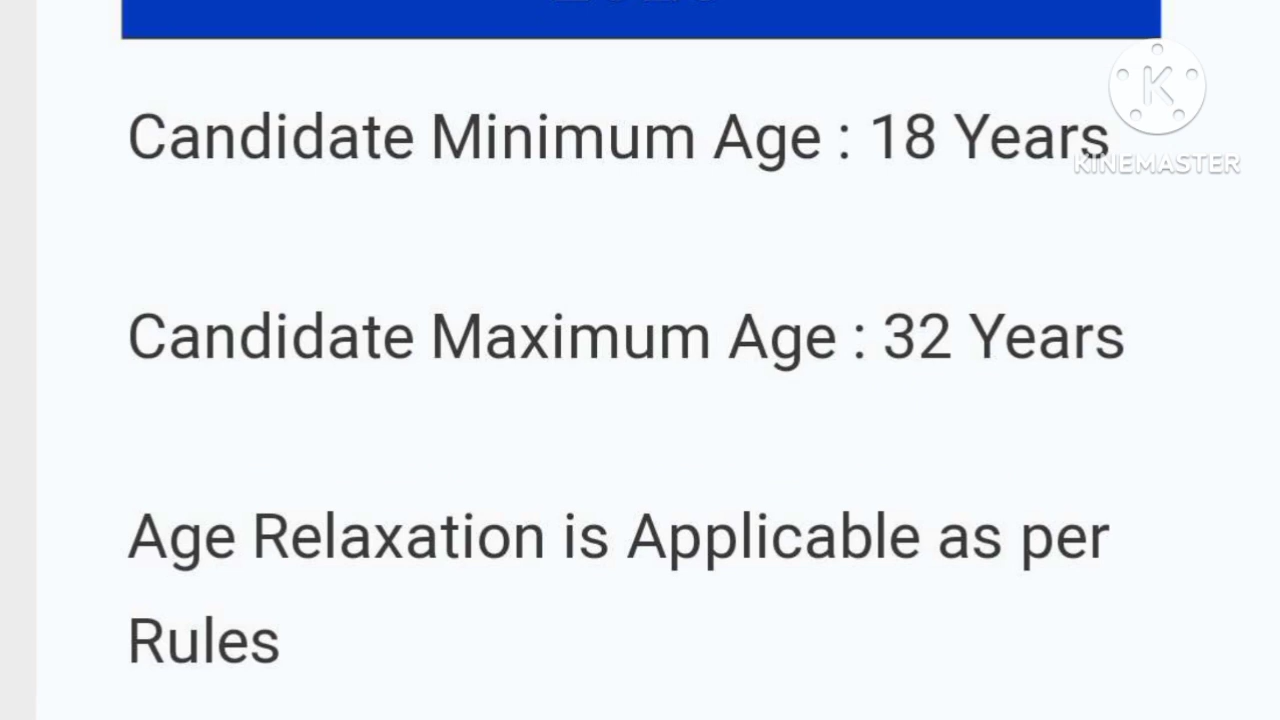 Candidate Minimum Age : 18 Years
KINEMASTER
Candidate Maximum Age : 32 Years
Age Relaxation is Applicable as per
Rules